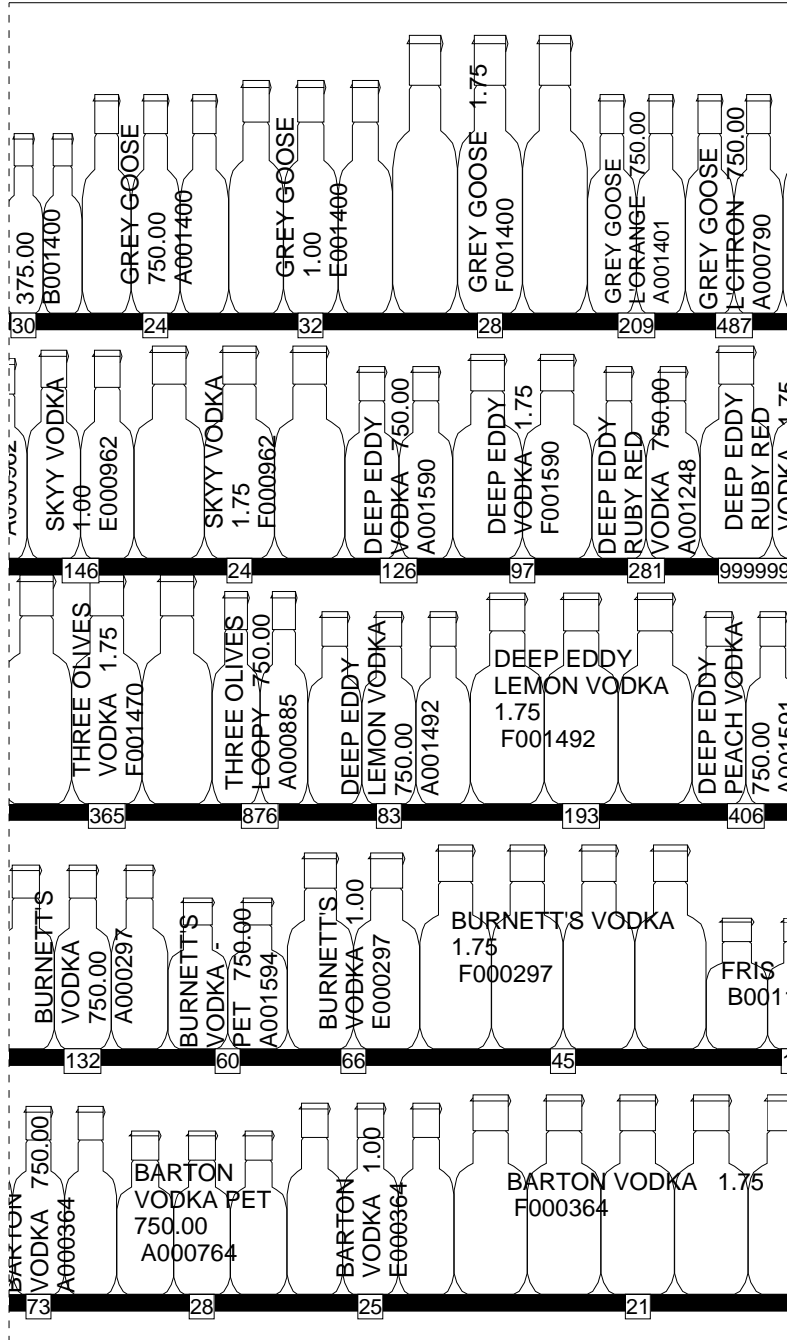 375.00
B001400
GREY GOOSE
750.00
A001400
GREY GOOSE
1.00
E001400
GREY GOOSE 1.75
F001400
GREY GOOSE
L'ORANGE 750.00
A001401
GREY GOOSE
L'CITRON 750.00
A000790
30
24
32
28
209
487
A000962
SKYY VODKA
1.00
E000962
SKYY VODKA
1.75
F000962
DEEP EDDY
VODKA 750.00
A001590
DEEP EDDY
VODKA 1.75
F001590
DEEP EDDY
RUBY RED
VODKA 750.00
A001248
DEEP EDDY
RUBY RED
VODKA 1.75
146
24
126
97
281
999999
THREE OLIVES
VODKA 1.75
F001470
THREE OLIVES
LOOPY 750.00
A000885
DEEP EDDY
LEMON VODKA
750.00
A001492
DEEP EDDY
LEMON VODKA
1.75
F001492
DEEP EDDY
PEACH VODKA
750.00
A001591
365
876
83
193
406
BURNETT'S
VODKA
750.00
A000297
BURNETT'S
VODKA -
PET 750.00
A001594
BURNETT'S
VODKA 1.00
E000297
BURNETT'S VODKA
1.75
F000297
FRIS
B001
132
60
66
45
BARTON
VODKA 750.00
A000364
BARTON
VODKA PET
750.00
A000764
BARTON
VODKA 1.00
E000364
BARTON VODKA 1.75
F000364
73
28
25
21